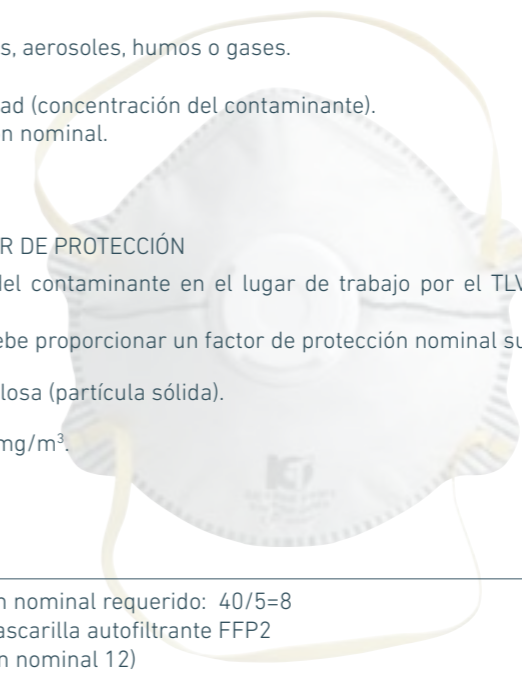 s, aerosoles, humos o gases.
ad (concentración del contaminante).
n nominal.
R DE PROTECCIÓN
del contaminante en el lugar de trabajo por el TLV
ebe proporcionar un factor de protección nominal su
losa (partícula sólida).
mg/m³.
n nominal requerido: 40/5=8
ascarilla autofiltrante FFP2
n nominal 12)